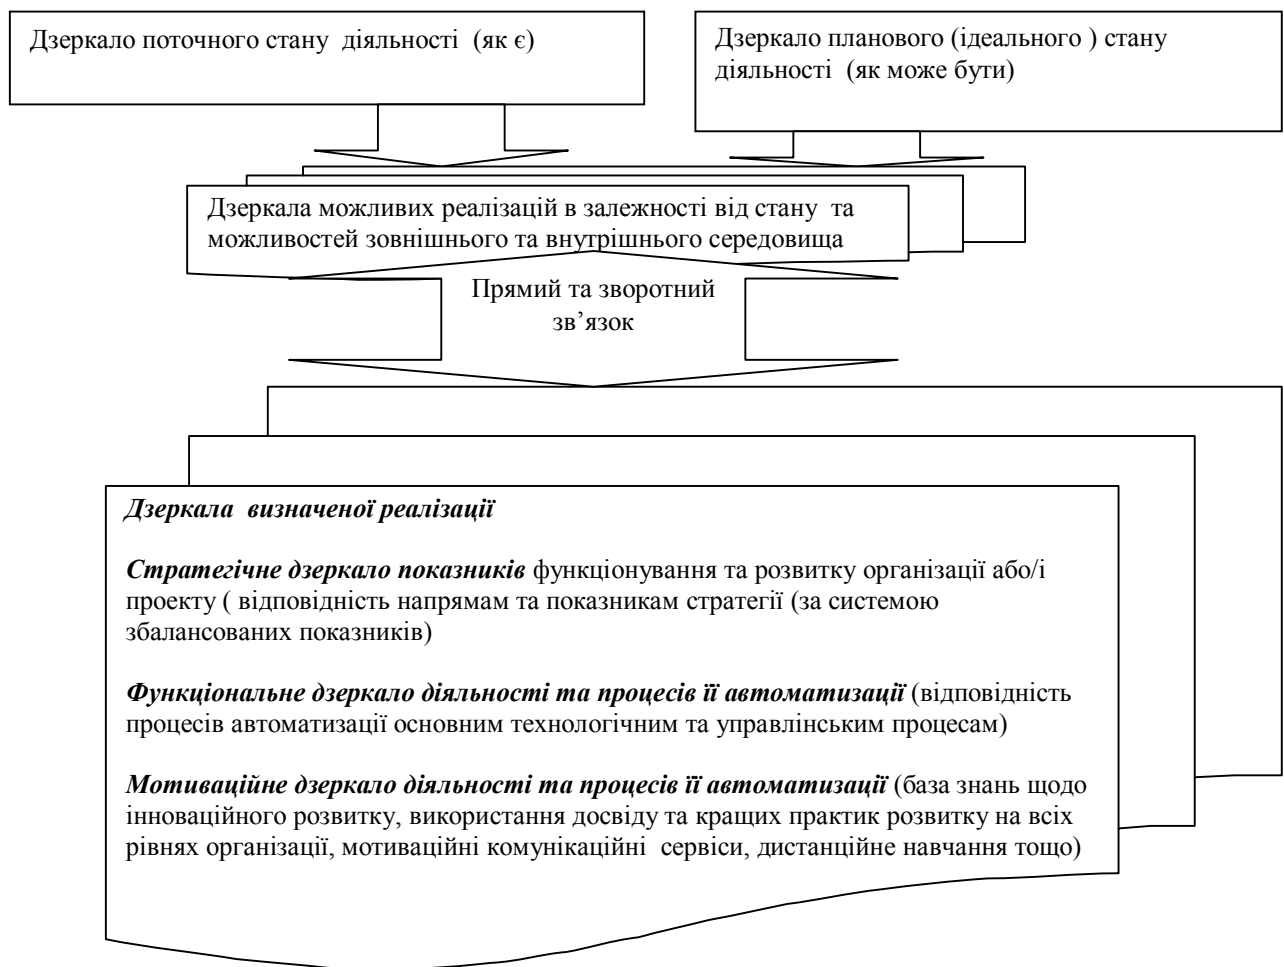 Дзеркало поточного стану діяльності (як є)
Дзеркало планового (ідеального ) стану
діяльності (як може бути)
Дзеркала можливих реалізацій в залежності від стану та
можливостей зовнішнього та внутрішнього середовища
Прямий та зворотний
зв’язок
Дзеркала визначеної реалізації
Стратегічне дзеркало показників функціонування та розвитку організації або/і
проекту ( відповідність напрямам та показникам стратегії (за системою
збалансованих показників)
Функціональне дзеркало діяльності та процесів її автоматизації (відповідність
процесів автоматизації основним технологічним та управлінським процесам)
Мотиваційне дзеркало діяльності та процесів її автоматизації (база знань щодо
інноваційного розвитку, використання досвіду та кращих практик розвитку на всіх
рівнях організації, мотиваційні комунікаційні сервіси, дистанційне навчання тощо)